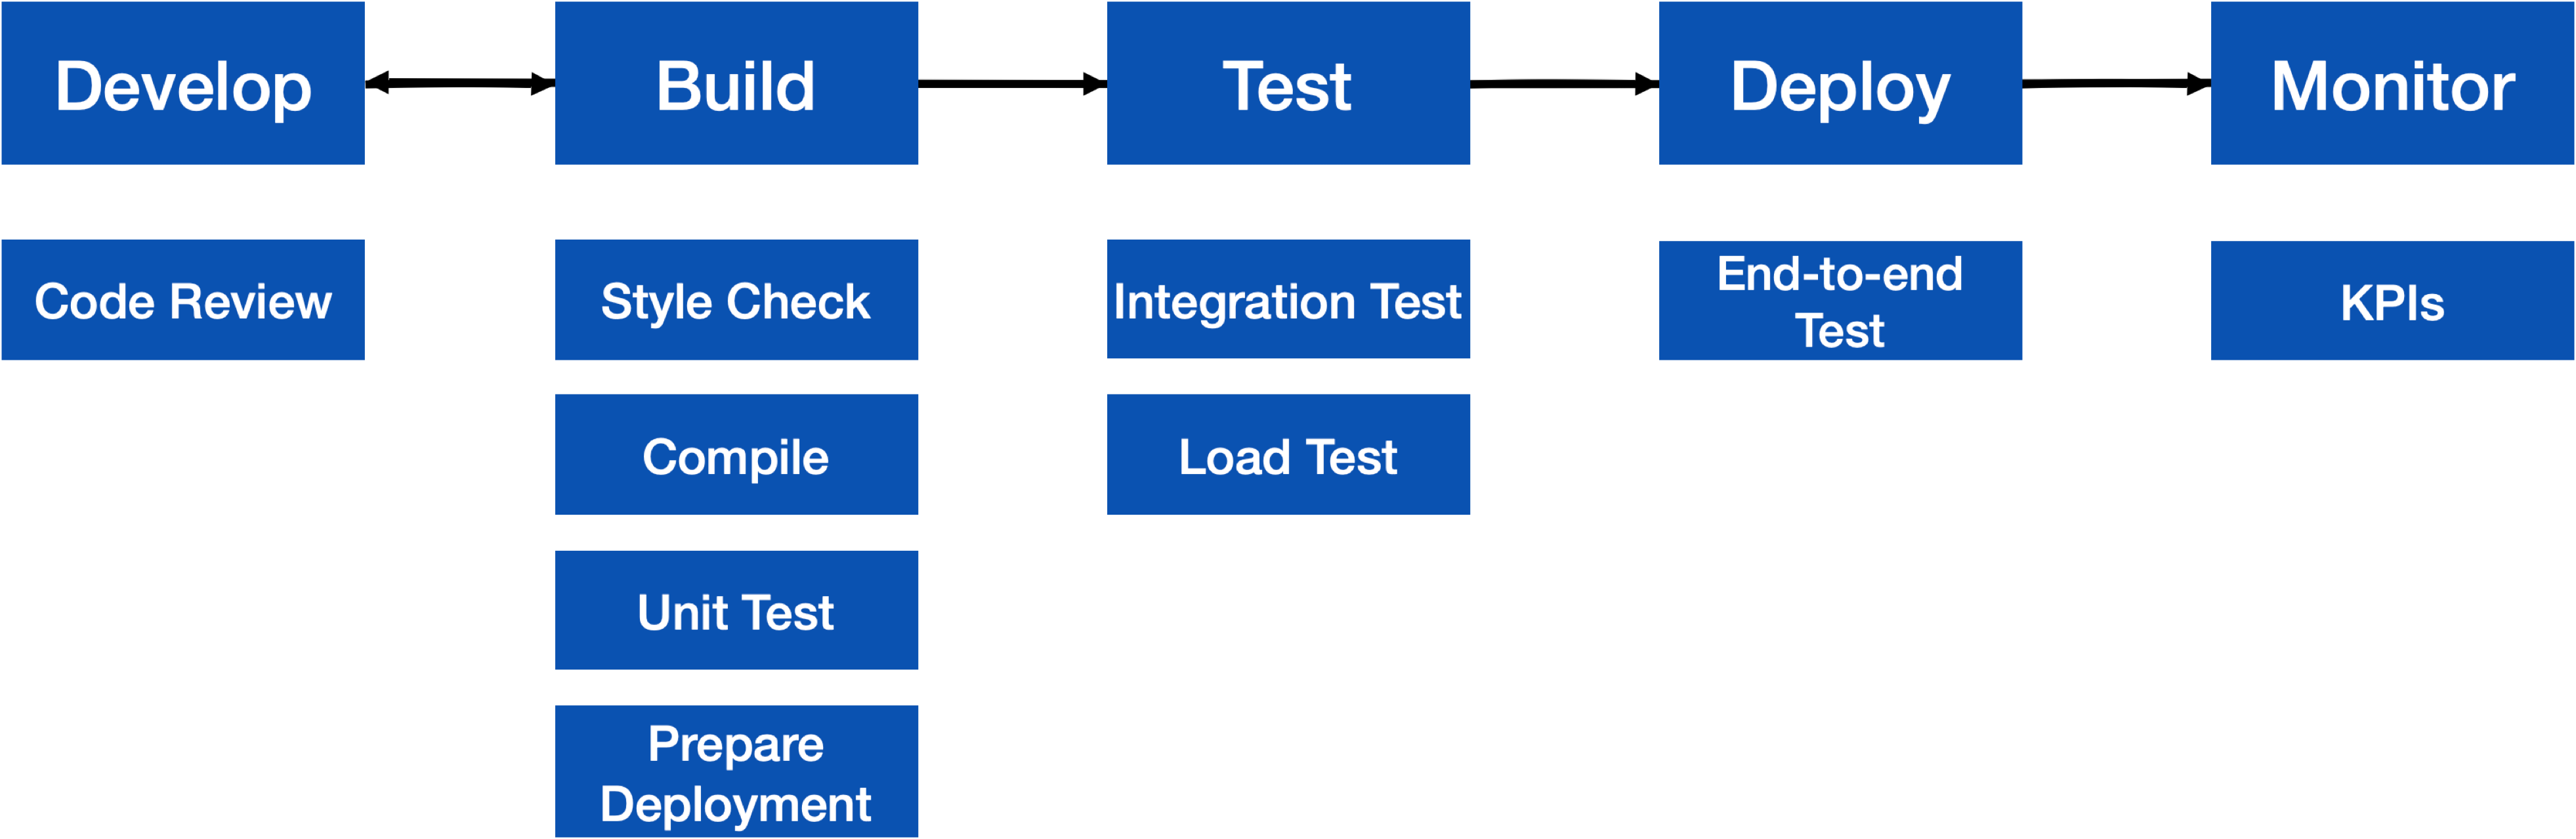 Develop
Build
Test
Deploy
Monitor
Code Review
Style Check
Compile
Unit Test
Prepare
Deployment
Integration Test
Load Test
End-to-end
Test
KPIs